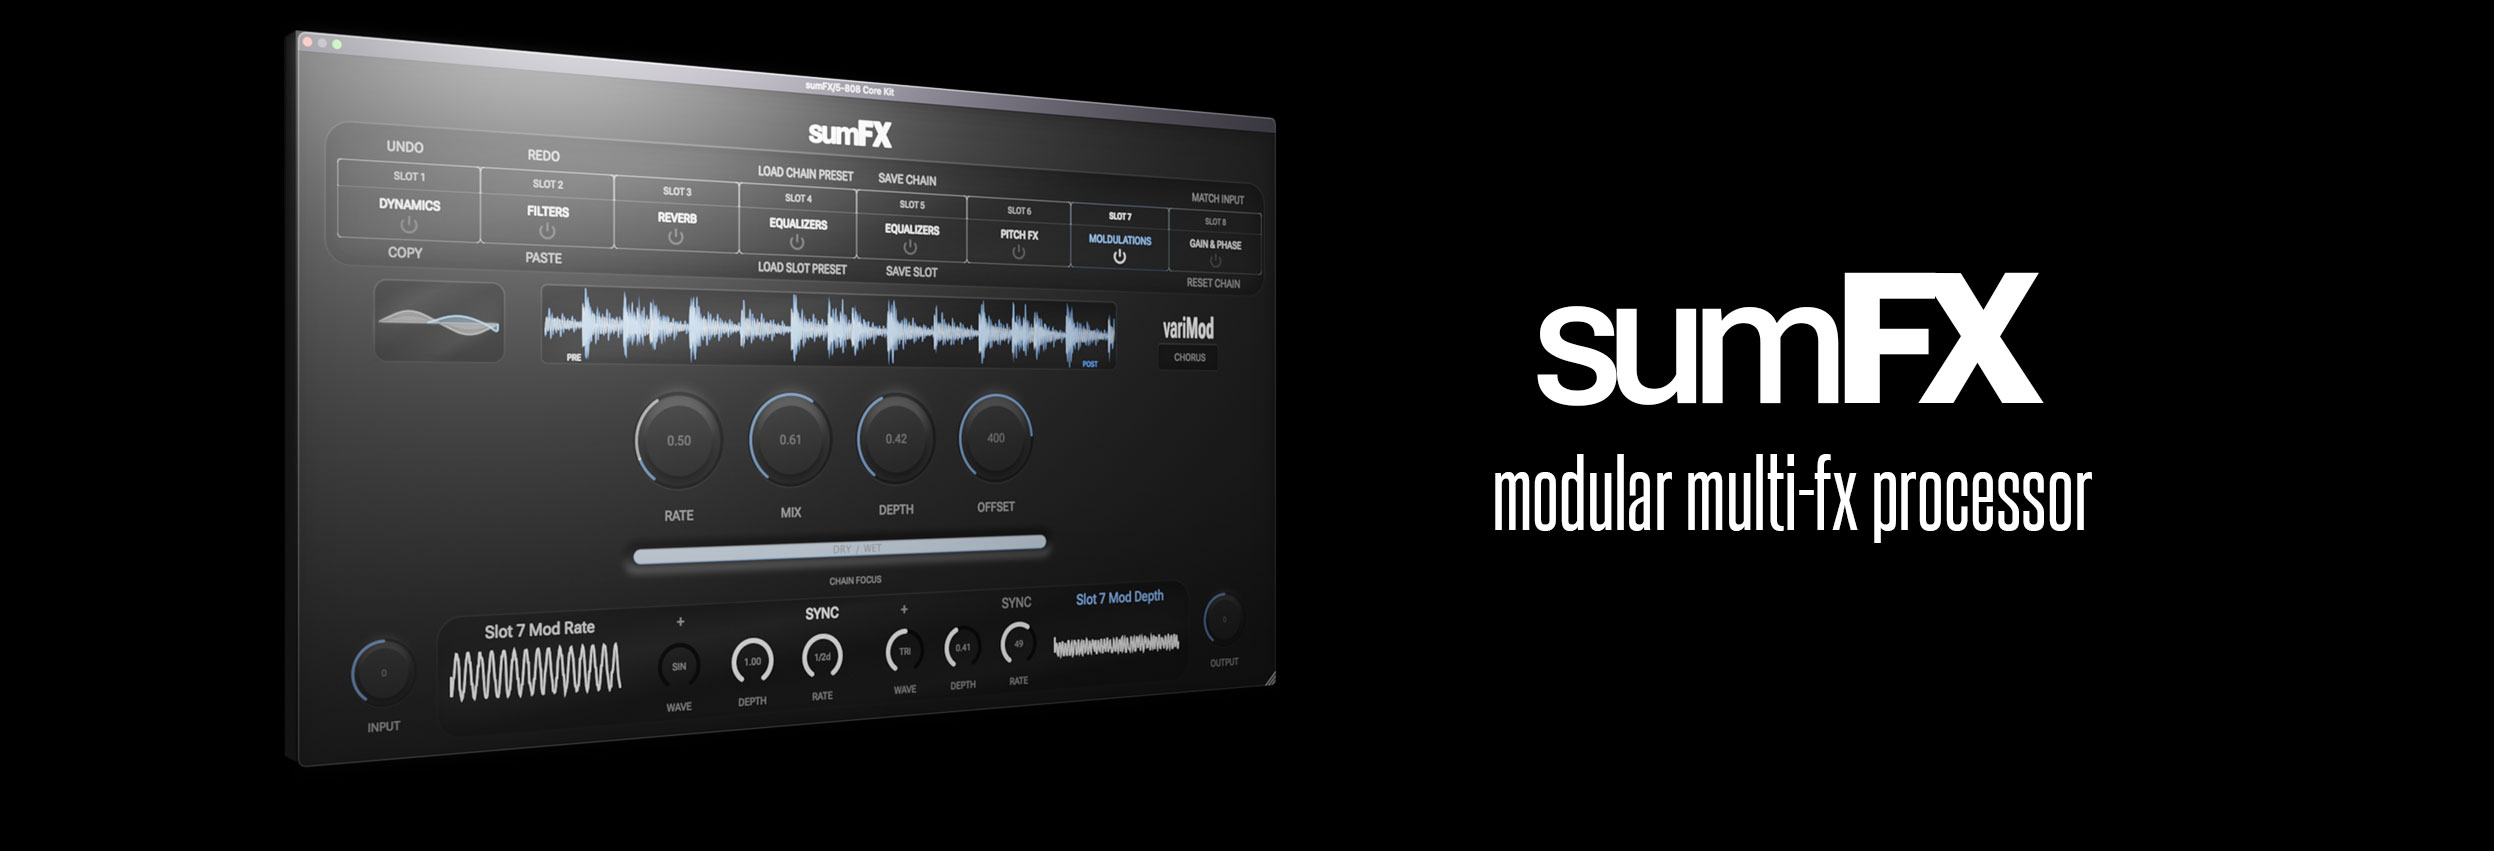 sumFX/5-808 Core Kit
sumFX
UNDO REDO LOAD CHAIN PRESET SAVE CHAIN MATCH INPUT
SLOT 1 SLOT 2 SLOT 3 SLOT 4 SLOT 5 SLOT 6 SLOT 7 SLOT 8
DYNAMICS FILTERS REVERB EQUALIZERS EQUALIZERS PITCH FX MOLDULATIONS GAIN & PHASE
COPY PASTE LOAD SLOT PRESET SAVE SLOT RESET CHAIN
PRE POST
variMod
CHORUS
0.50 0.61 0.42 400
RATE MIX DEPTH OFFSET
DRY / WET
CHAIN FOCUS
Slot 7 Mod Rate + SYNC + SYNC Slot 7 Mod Depth
0 SIN 1.00 1/2d TRI 0.41 49 0
INPUT WAVE DEPTH RATE WAVE DEPTH RATE OUTPUT
sumFX
modular multi-fx processor